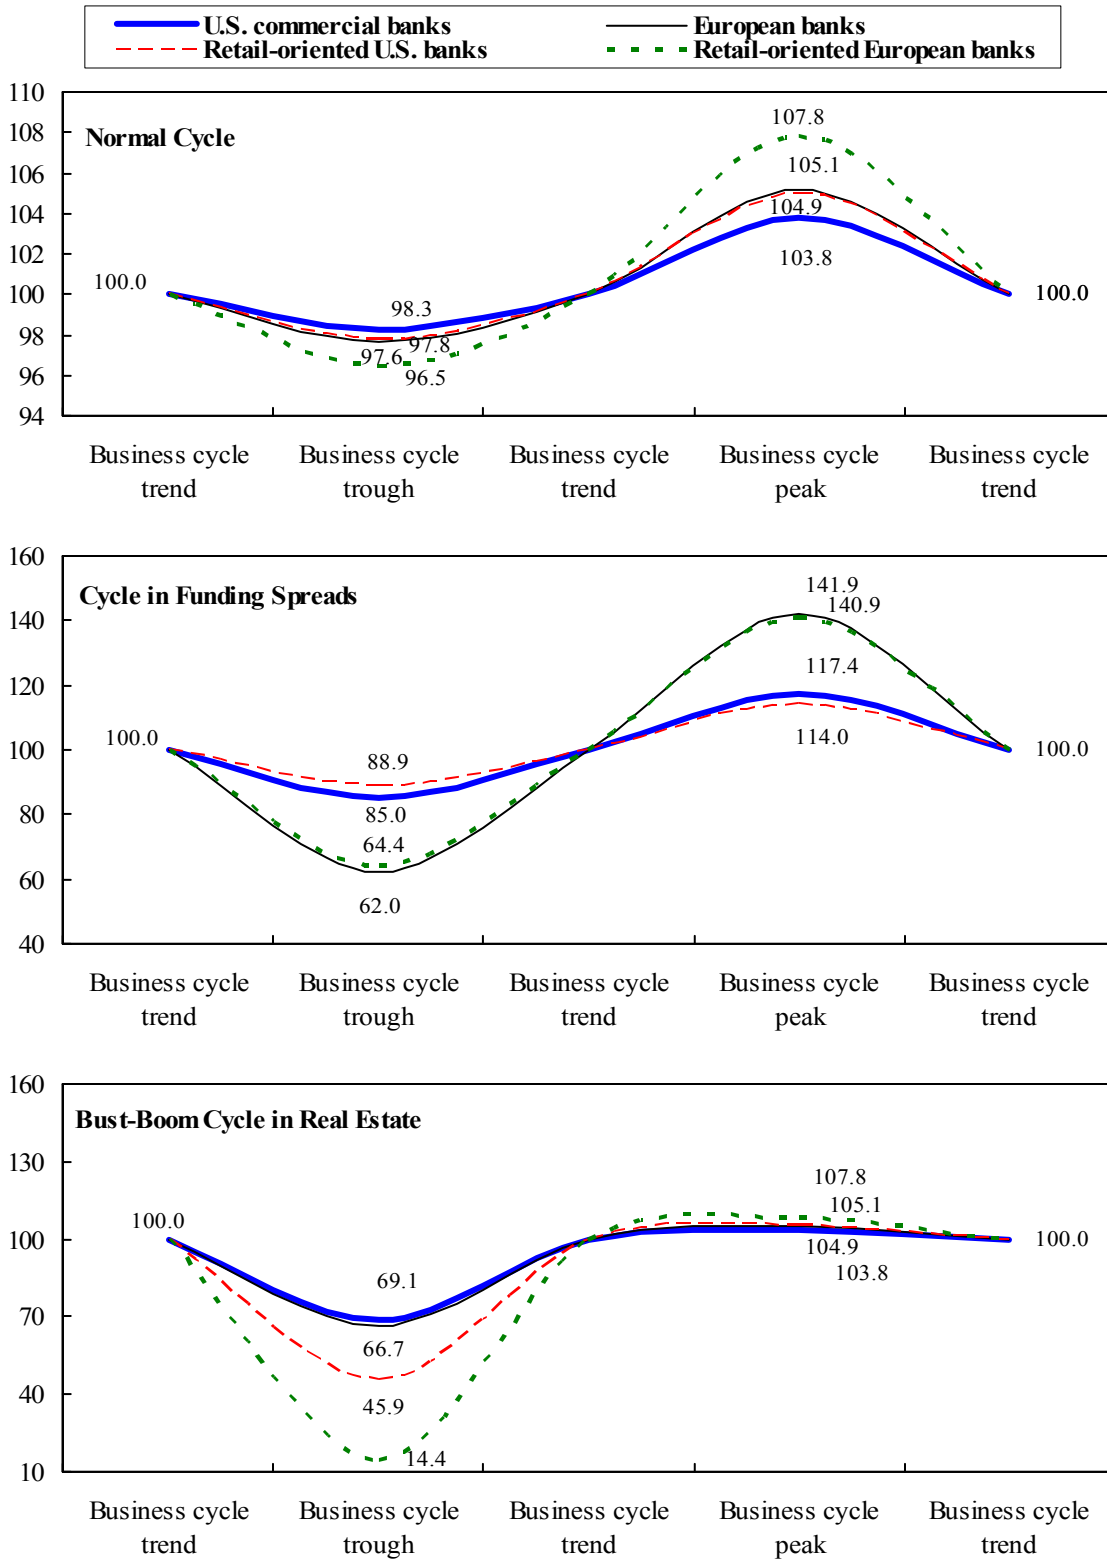 U.S. commercial banks European banks
Retail-oriented U.S. banks Retail-oriented European banks
110
108
106
104
102
100
98
96
94
Normal Cycle
107.8
105.1
104.9
103.8
100.0
98.3
97.8
97.6
96.5
100.0
Business cycle trend
Business cycle trough
Business cycle trend
Business cycle peak
Business cycle trend
160
140
120
100
80
60
40
Cycle in Funding Spreads
141.9
140.9
117.4
114.0
100.0
88.9
85.0
64.4
62.0
100.0
Business cycle trend
Business cycle trough
Business cycle trend
Business cycle peak
Business cycle trend
160
130
100
70
40
10
Bust-Boom Cycle in Real Estate
107.8
105.1
104.9
103.8
100.0
69.1
66.7
45.9
14.4
100.0
Business cycle trend
Business cycle trough
Business cycle trend
Business cycle peak
Business cycle trend